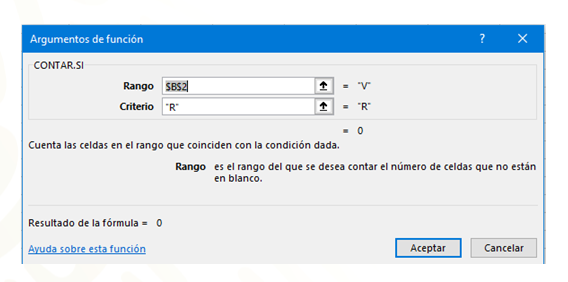 Argumentos de función ? ×
CONTAR.SI
Rango $B$2 = "V"
Criterio "R" = "R"
= 0
Cuenta las celdas en el rango que coinciden con la condición dada.
Rango es el rango del que se desea contar el número de celdas que no están
en blanco.
Resultado de la fórmula = 0
Ayuda sobre esta función Aceptar Cancelar